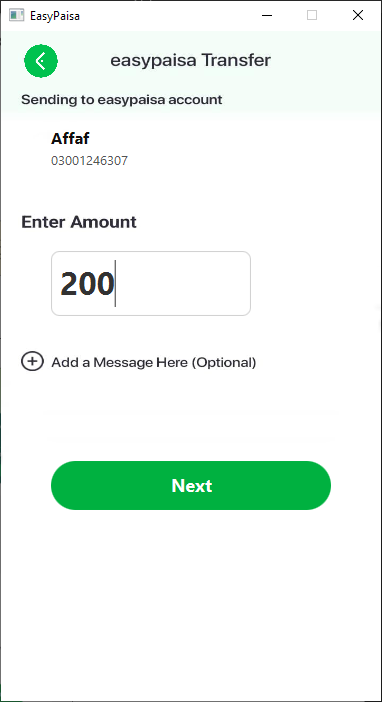 EasyPaisa
easypaisa Transfer
Sending to easypaisa account
Affaf
03001246307
Enter Amount
200
Add a Message Here (Optional)
Next